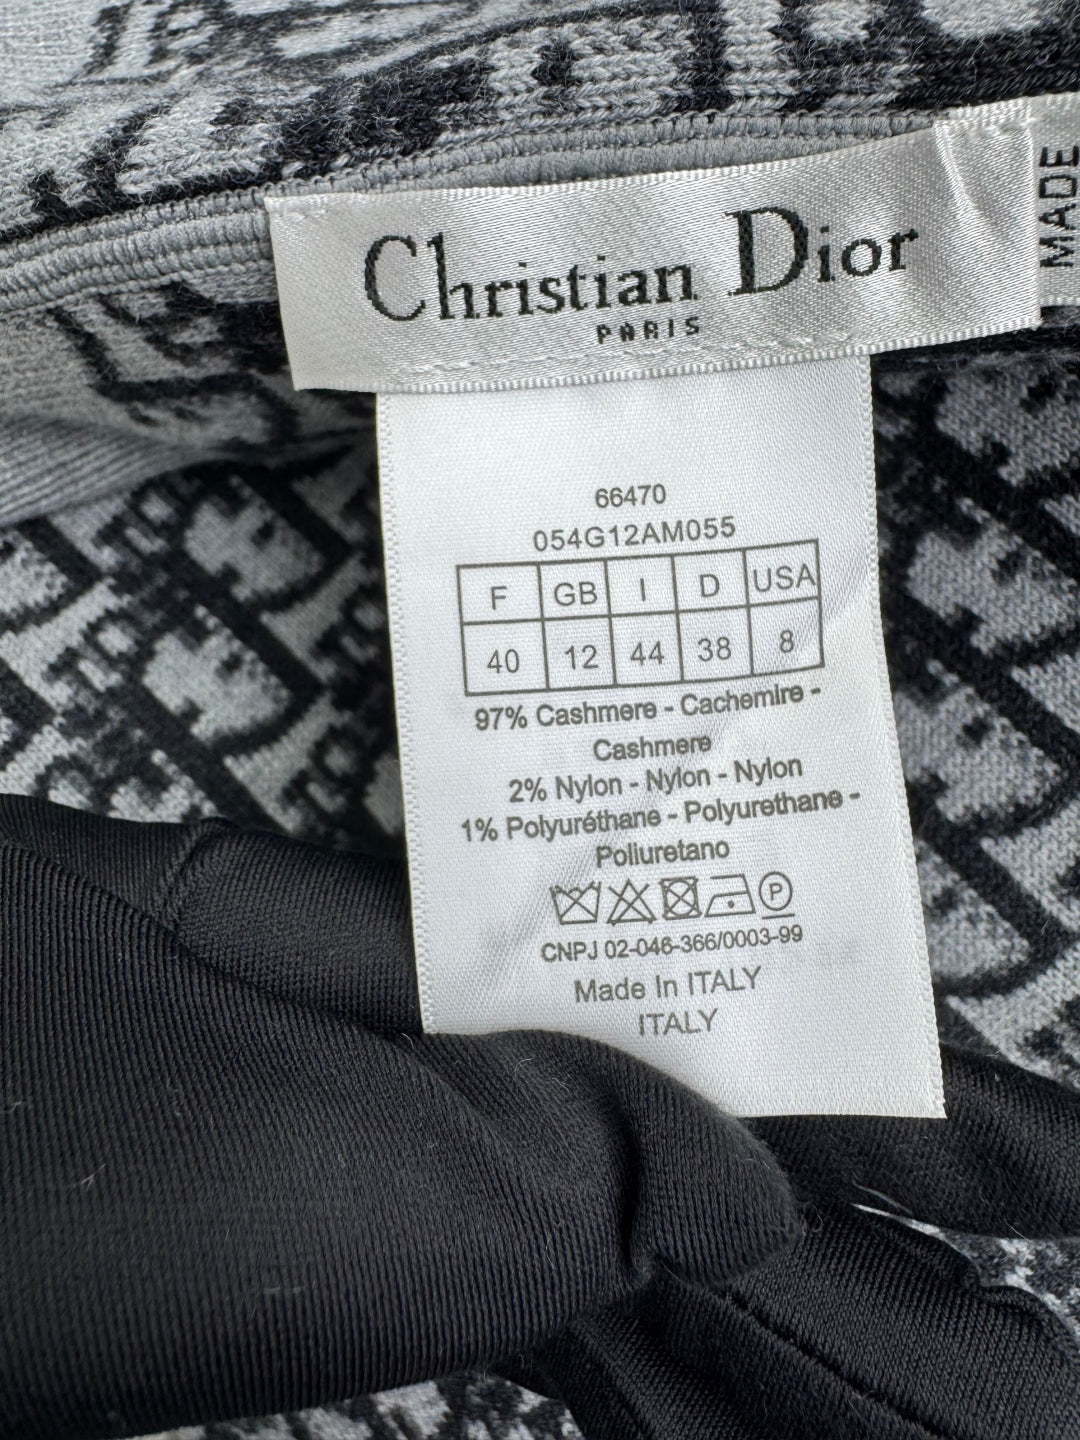 Christian Dior
PARIS
MADE
66470
054G12AM055
F GB I D USA
40 12 44 38 8
97% Cashmere - Cachemire -
Cashmere
2% Nylon - Nylon - Nylon
1% Polyuréthane - Polyurethane -
Poliuretano
P
CNPJ 02-046-366/0003-99
Made In ITALY
ITALY